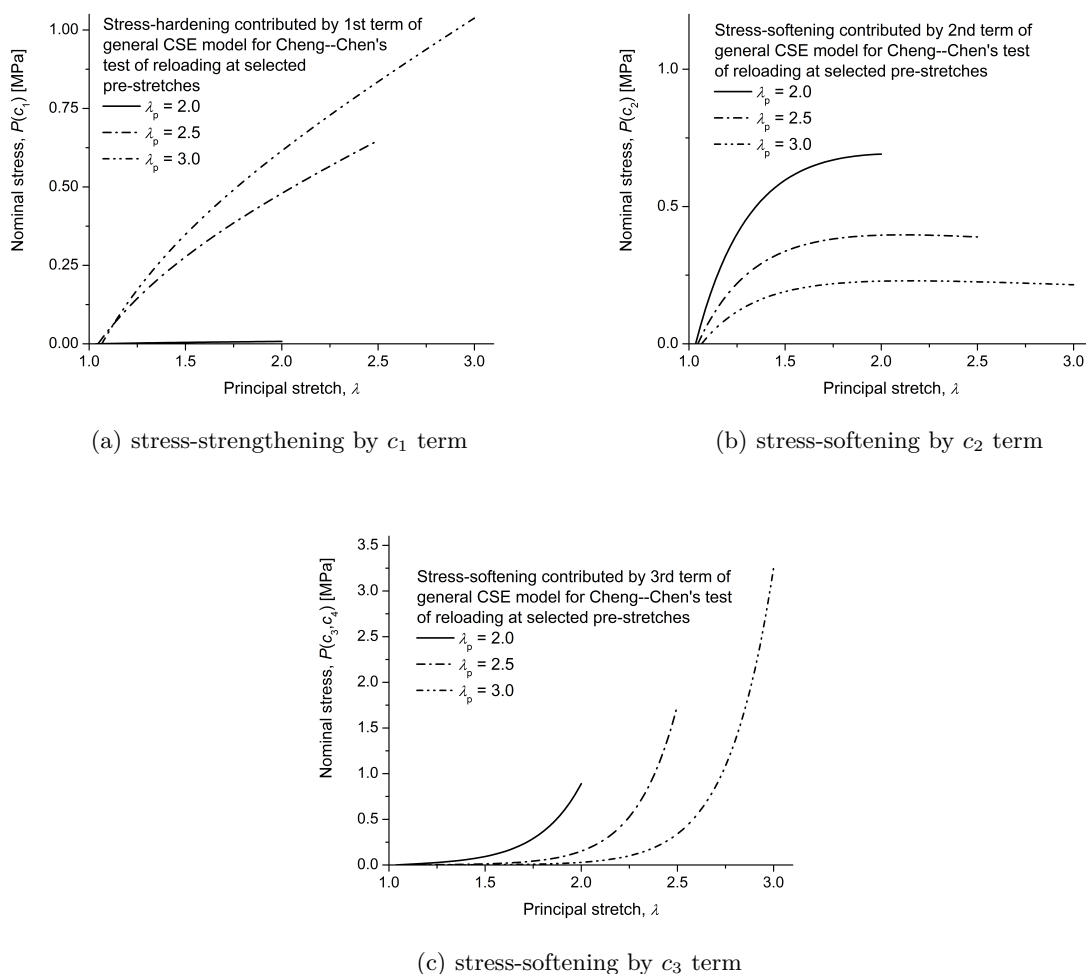 Stress-hardening contributed by 1st term of
general CSE model for Cheng--Chen's
test of reloading at selected
pre-stretches
λp = 2.0
λp = 2.5
λp = 3.0
Nominal stress, P(c1) [MPa]
1.00
0.75
0.50
0.25
0.00
1.0 1.5 2.0 2.5 3.0
Principal stretch, λ
(a) stress-strengthening by c1 term
Stress-softening contributed by 2nd term of
general CSE model for Cheng--Chen's test
of reloading at selected pre-stretches
λp = 2.0
λp = 2.5
λp = 3.0
Nominal stress, P(c2) [MPa]
1.0
0.5
0.0
1.0 1.5 2.0 2.5 3.0
Principal stretch, λ
(b) stress-softening by c2 term
Stress-softening contributed by 3rd term of
general CSE model for Cheng--Chen's test
of reloading at selected pre-stretches
λp = 2.0
λp = 2.5
λp = 3.0
Nominal stress, P(c3,c4) [MPa]
3.5
3.0
2.5
2.0
1.5
1.0
0.5
0.0
1.0 1.5 2.0 2.5 3.0
Principal stretch, λ
(c) stress-softening by c3 term